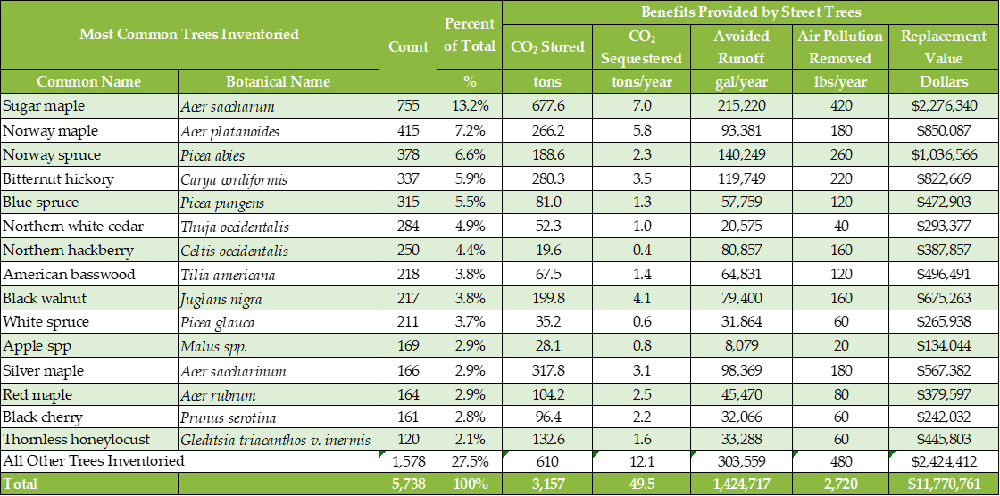 Most Common Trees Inventoried Count Percent of Total Benefits Provided by Street Trees
CO2 Stored CO2 Sequestered Avoided Runoff Air Pollution Removed Replacement Value
Common Name Botanical Name % tons tons/year gal/year lbs/year Dollars
Sugar maple Acer saccharum 755 13.2% 677.6 7.0 215,220 420 $2,276,340
Norway maple Acer platanoides 415 7.2% 266.2 5.8 93,381 180 $850,087
Norway spruce Picea abies 378 6.6% 188.6 2.3 140,249 260 $1,036,566
Bitternut hickory Carya cordiformis 337 5.9% 280.3 3.5 119,749 220 $822,669
Blue spruce Picea pungens 315 5.5% 81.0 1.3 57,759 120 $472,903
Northern white cedar Thuja occidentalis 284 4.9% 52.3 1.0 20,575 40 $293,377
Northern hackberry Celtis occidentalis 250 4.4% 19.6 0.4 80,857 160 $387,857
American basswood Tilia americana 218 3.8% 67.5 1.4 64,831 120 $496,491
Black walnut Juglans nigra 217 3.8% 199.8 4.1 79,400 160 $675,263
White spruce Picea glauca 211 3.7% 35.2 0.6 31,864 60 $265,938
Apple spp Malus spp. 169 2.9% 28.1 0.8 8,079 20 $134,044
Silver maple Acer saccharinum 166 2.9% 317.8 3.1 98,369 180 $567,382
Red maple Acer rubrum 164 2.9% 104.2 2.5 45,470 80 $379,597
Black cherry Prunus serotina 161 2.8% 96.4 2.2 32,066 60 $242,032
Thornless honeylocust Gleditsia triacanthos v. inermis 120 2.1% 132.6 1.6 33,288 60 $445,803
All Other Trees Inventoried 1,578 27.5% 610 12.1 303,559 480 $2,424,412
Total 5,738 100% 3,157 49.5 1,424,717 2,720 $11,770,761